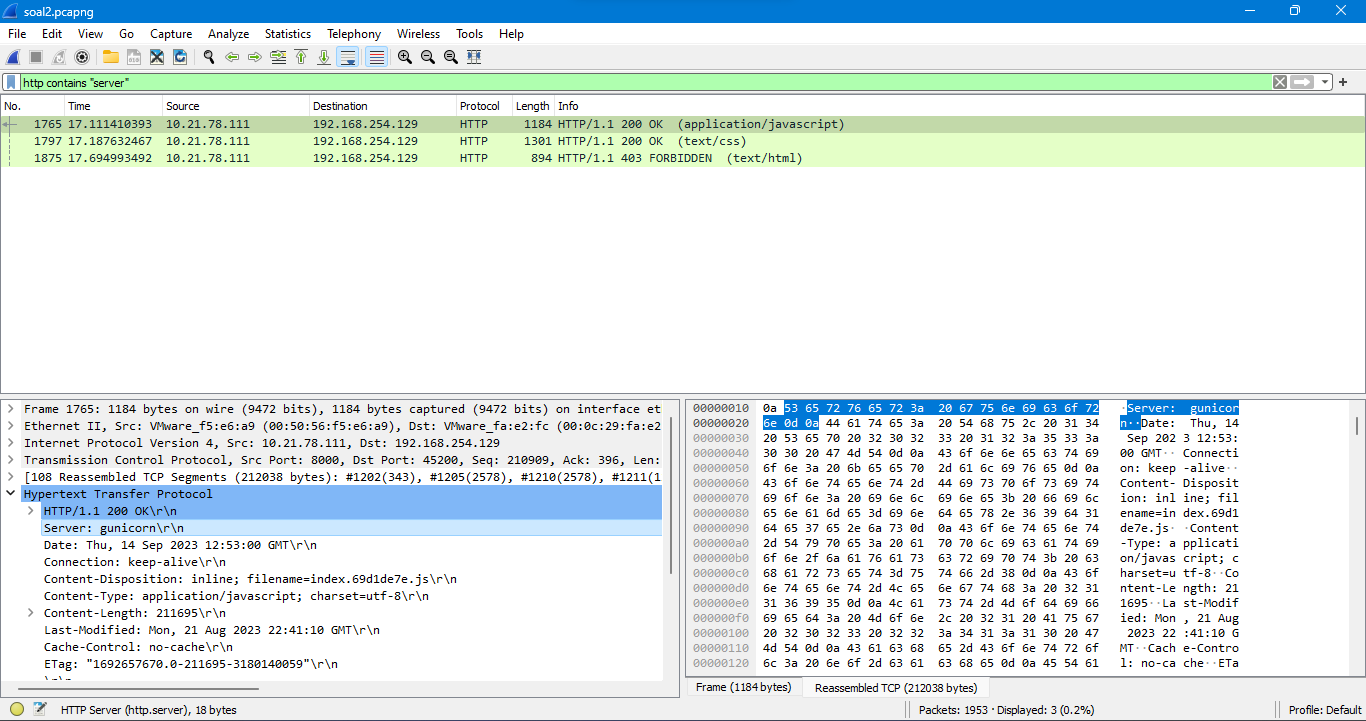 soal2.pcapng
File Edit View Go Capture Analyze Statistics Telephony Wireless Tools Help
http contains "server"
No. Time Source Destination Protocol Length Info
1765 17.111410393 10.21.78.111 192.168.254.129 HTTP 1184 HTTP/1.1 200 OK (application/javascript)
1797 17.187632467 10.21.78.111 192.168.254.129 HTTP 1301 HTTP/1.1 200 OK (text/css)
1875 17.694993492 10.21.78.111 192.168.254.129 HTTP 894 HTTP/1.1 403 FORBIDDEN (text/html)
Frame 1765: 1184 bytes on wire (9472 bits), 1184 bytes captured (9472 bits) on interface et
Ethernet II, Src: VMware_f5:e6:a9 (00:50:56:f5:e6:a9), Dst: VMware_fa:e2:fc (00:0c:29:fa:e2
Internet Protocol Version 4, Src: 10.21.78.111, Dst: 192.168.254.129
Transmission Control Protocol, Src Port: 8000, Dst Port: 45200, Seq: 210909, Ack: 396, Len:
[108 Reassembled TCP Segments (212038 bytes): #1202(343), #1205(2578), #1210(2578), #1211(1
Hypertext Transfer Protocol
HTTP/1.1 200 OK\r\n
Server: gunicorn\r\n
Date: Thu, 14 Sep 2023 12:53:00 GMT\r\n
Connection: keep-alive\r\n
Content-Disposition: inline; filename=index.69d1de7e.js\r\n
Content-Type: application/javascript; charset=utf-8\r\n
Content-Length: 211695\r\n
Last-Modified: Mon, 21 Aug 2023 22:41:10 GMT\r\n
Cache-Control: no-cache\r\n
ETag: "1692657670.0-211695-3180140059"\r\n
\r\n
00000010 0a 53 65 72 76 65 72 3a 20 67 75 6e 69 63 6f 72 ·Server: gunicor
00000020 6e 0d 0a 44 61 74 65 3a 20 54 68 75 2c 20 31 34 n··Date: Thu, 14
00000030 20 53 65 70 20 32 30 32 33 20 31 32 3a 35 33 3a Sep 202 3 12:53:
00000040 30 30 20 47 4d 54 0d 0a 43 6f 6e 6e 65 63 74 69 00 GMT·· Connecti
00000050 6f 6e 3a 20 6b 65 65 70 2d 61 6c 69 76 65 0d 0a on: keep -alive··
00000060 43 6f 6e 74 65 6e 74 2d 44 69 73 70 6f 73 69 74 Content- Disposit
00000070 69 6f 6e 3a 20 69 6e 6c 69 6e 65 3b 20 66 69 6c ion: inl ine; fil
00000080 65 6e 61 6d 65 3d 69 6e 64 65 78 2e 36 39 64 31 ename=in dex.69d1
00000090 64 65 37 65 2e 6a 73 0d 0a 43 6f 6e 74 65 6e 74 de7e.js· ·Content
000000a0 2d 54 79 70 65 3a 20 61 70 70 6c 69 63 61 74 69 -Type: a pplicati
000000b0 6f 6e 2f 6a 61 76 61 73 63 72 69 70 74 3b 20 63 on/javas cript; c
000000c0 68 61 72 73 65 74 3d 75 74 66 2d 38 0d 0a 43 6f harset=u tf-8··Co
000000d0 6e 74 65 6e 74 2d 4c 65 6e 67 74 68 3a 20 32 31 ntent-Le ngth: 21
000000e0 31 36 39 35 0d 0a 4c 61 73 74 2d 4d 6f 64 69 66 1695··La st-Modif
000000f0 69 65 64 3a 20 4d 6f 6e 2c 20 32 31 20 41 75 67 ied: Mon , 21 Aug
00000100 20 32 30 32 33 20 32 32 3a 34 31 3a 31 30 20 47 2023 22 :41:10 G
00000110 4d 54 0d 0a 43 61 63 68 65 2d 43 6f 6e 74 72 6f MT··Cach e-Contro
00000120 6c 3a 20 6e 6f 2d 63 61 63 68 65 0d 0a 45 54 61 l: no-ca che··ETa
Frame (1184 bytes) Reassembled TCP (212038 bytes)
HTTP Server (http.server), 18 bytes
Packets: 1953 · Displayed: 3 (0.2%)
Profile: Default